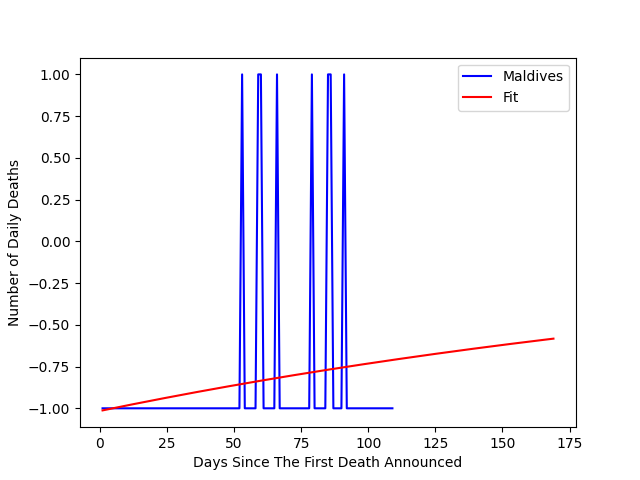 Maldives
Fit
1.00
0.75
0.50
0.25
0.00
−0.25
−0.50
−0.75
−1.00
Number of Daily Deaths
0 25 50 75 100 125 150 175
Days Since The First Death Announced